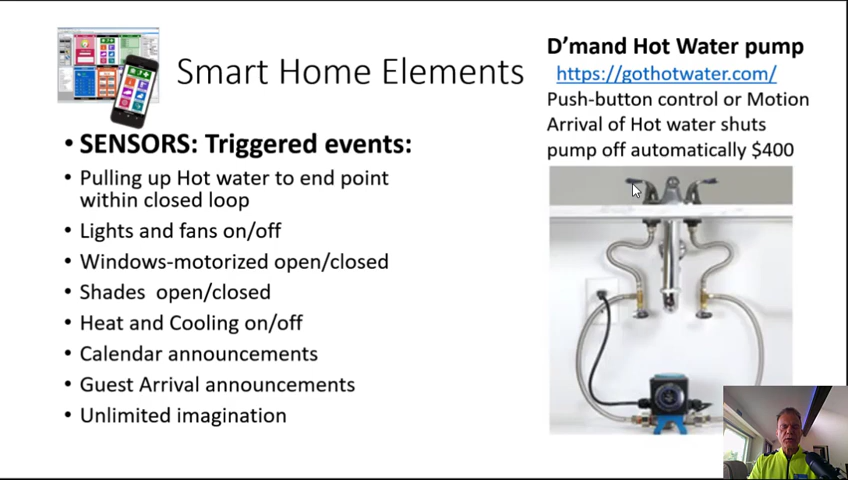 Smart Home Elements
• SENSORS: Triggered events:
• Pulling up Hot water to end point
within closed loop
• Lights and fans on/off
• Windows-motorized open/closed
• Shades open/closed
• Heat and Cooling on/off
• Calendar announcements
• Guest Arrival announcements
• Unlimited imagination
D’mand Hot Water pump
https://gothotwater.com/
Push-button control or Motion
Arrival of Hot water shuts
pump off automatically $400